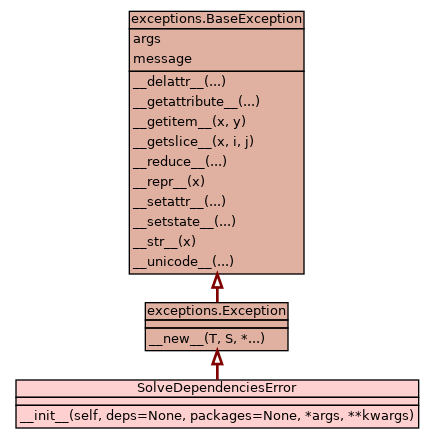 exceptions.BaseException
args
message
__delattr__(...)
__getattribute__(...)
__getitem__(x, y)
__getslice__(x, i, j)
__reduce__(...)
__repr__(x)
__setattr__(...)
__setstate__(...)
__str__(x)
__unicode__(...)
exceptions.Exception
__new__(T, S, *...)
SolveDependenciesError
__init__(self, deps=None, packages=None, *args, **kwargs)